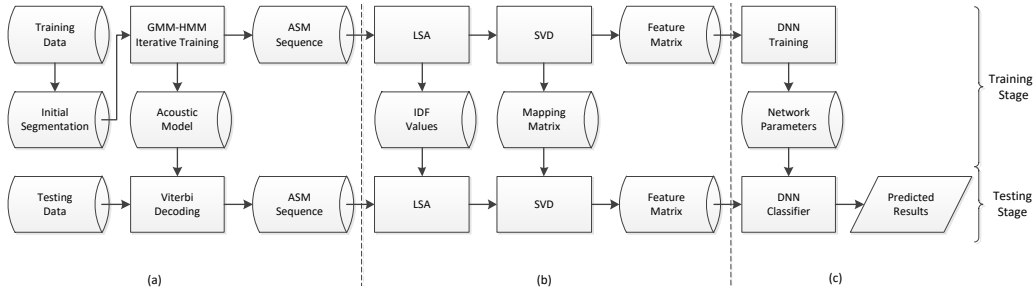 Training
Data
GMM-HMM
Iterative Training
ASM
Sequence
LSA
SVD
Feature
Matrix
DNN
Training
Initial
Segmentation
Acoustic
Model
IDF
Values
Mapping
Matrix
Network
Parameters
Training
Stage
Testing
Data
Viterbi
Decoding
ASM
Sequence
LSA
SVD
Feature
Matrix
DNN
Classifier
Predicted
Results
Testing
Stage
(a)
(b)
(c)